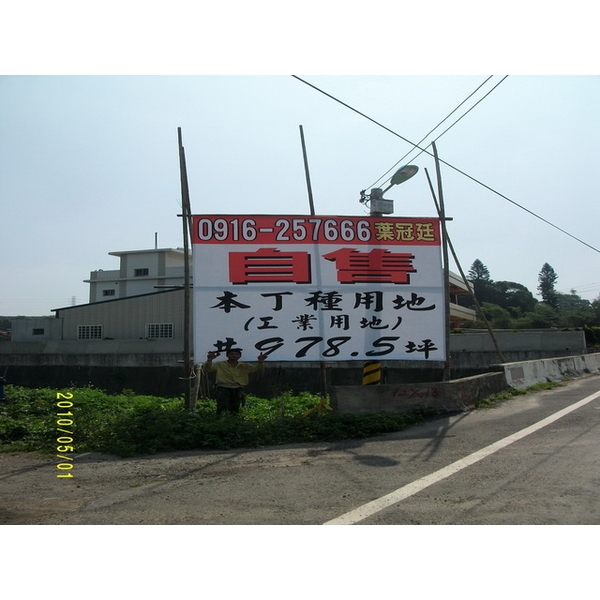 0916-257666 葉冠廷
自售
本丁種用地
(工業用地)
共978.5坪
2010/05/01